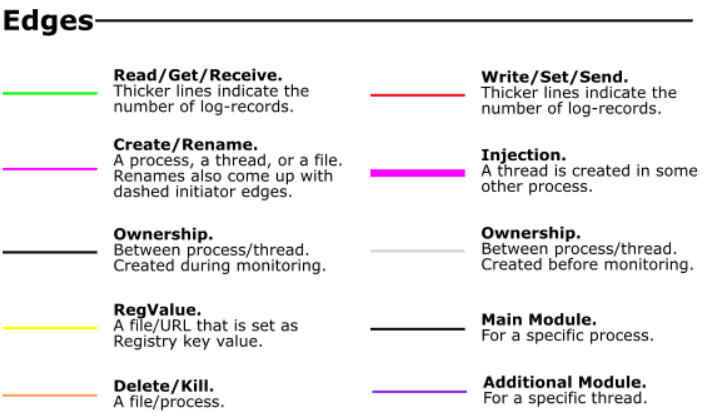 Edges
Read/Get/Receive.
Thicker lines indicate the
number of log-records.
Write/Set/Send.
Thicker lines indicate the
number of log-records.
Create/Rename.
A process, a thread, or a file.
Renames also come up with
dashed initiator edges.
Injection.
A thread is created in some
other process.
Ownership.
Between process/thread.
Created during monitoring.
Ownership.
Between process/thread.
Created before monitoring.
RegValue.
A file/URL that is set as
Registry key value.
Main Module.
For a specific process.
Delete/Kill.
A file/process.
Additional Module.
For a specific thread.